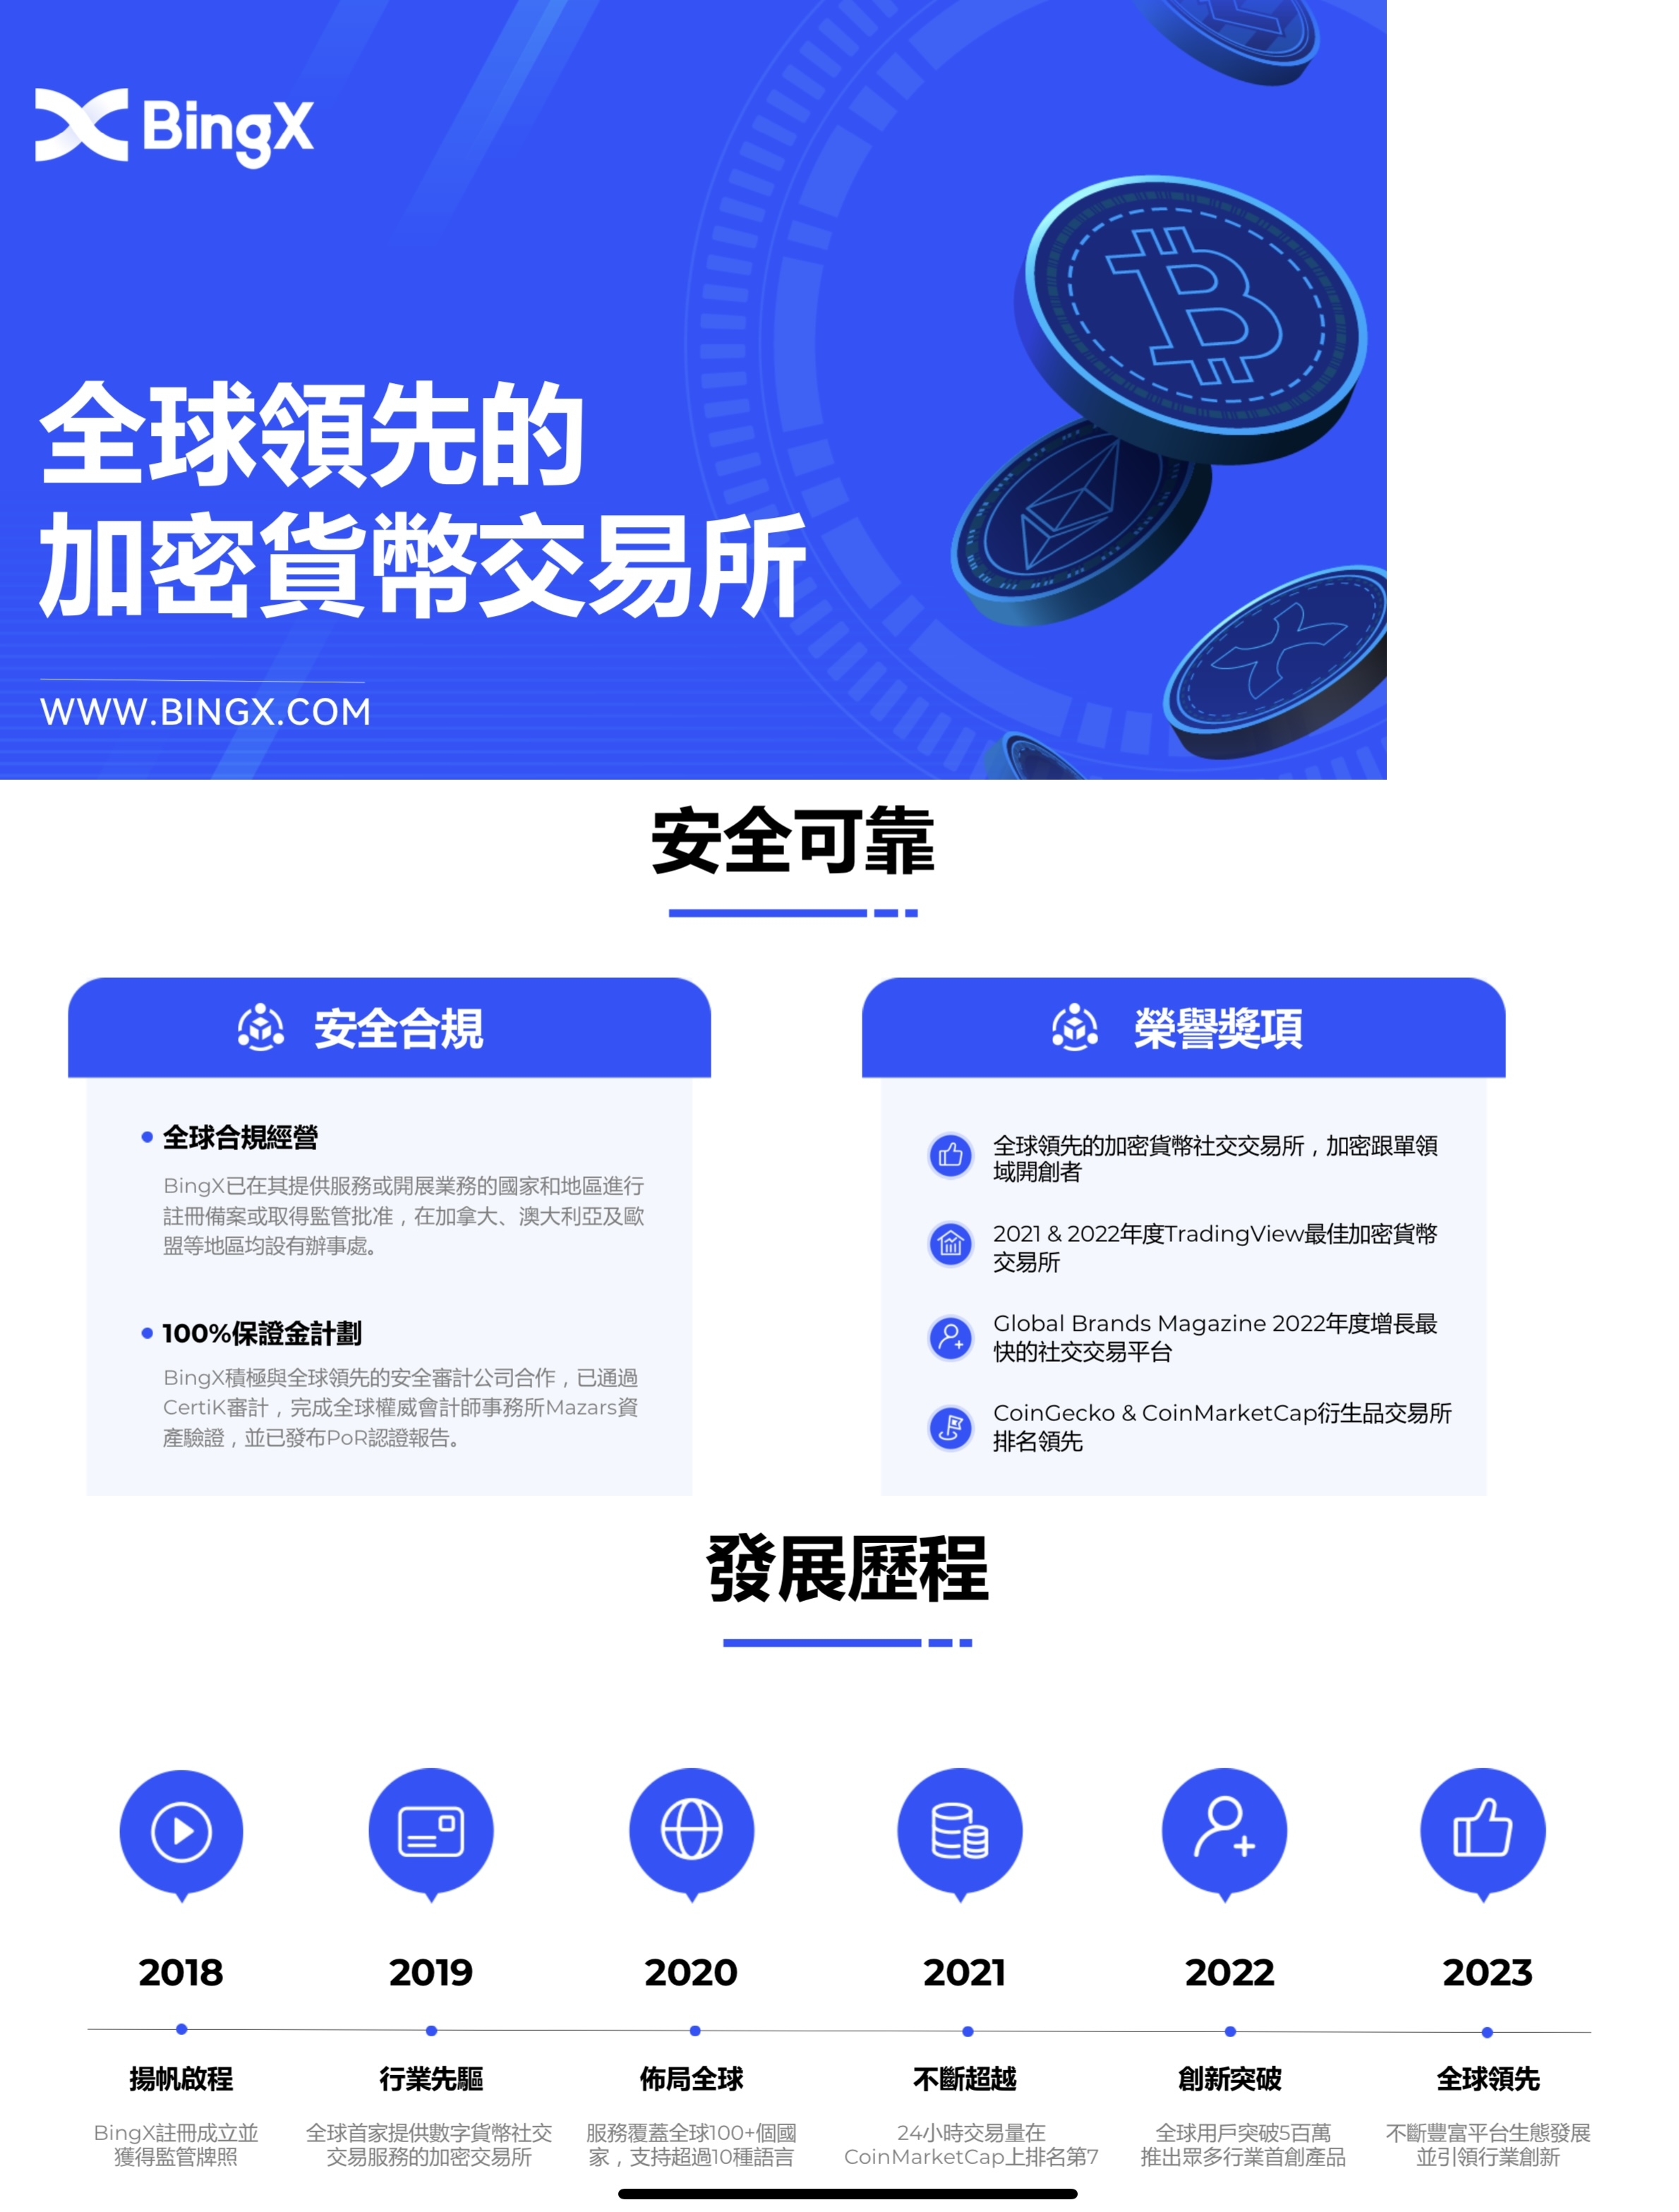 BingX
全球領先的
加密貨幣交易所
WWW.BINGX.COM
安全可靠
安全合規
全球合規經營
BingX已在其提供服務或開展業務的國家和地區進行
註冊備案或取得監管批准，在加拿大、澳大利亞及歐
盟等地區均設有辦事處。
100%保證金計劃
BingX積極與全球領先的安全審計公司合作，已通過
CertiK審計，完成全球權威會計師事務所Mazars資
產驗證，並已發布PoR認證報告。
榮譽獎項
全球領先的加密貨幣社交交易所，加密跟單領
域開創者
2021 & 2022年度TradingView最佳加密貨幣
交易所
Global Brands Magazine 2022年度增長最
快的社交交易平台
CoinGecko & CoinMarketCap衍生品交易所
排名領先
發展歷程
2018
揚帆啟程
BingX註冊成立並
獲得監管牌照
2019
行業先驅
全球首家提供數字貨幣社交
交易服務的加密交易所
2020
佈局全球
服務覆蓋全球100+個國
家，支持超過10種語言
2021
不斷超越
24小時交易量在
CoinMarketCap上排名第7
2022
創新突破
全球用戶突破5百萬
推出眾多行業首創產品
2023
全球領先
不斷豐富平台生態發展
並引領行業創新